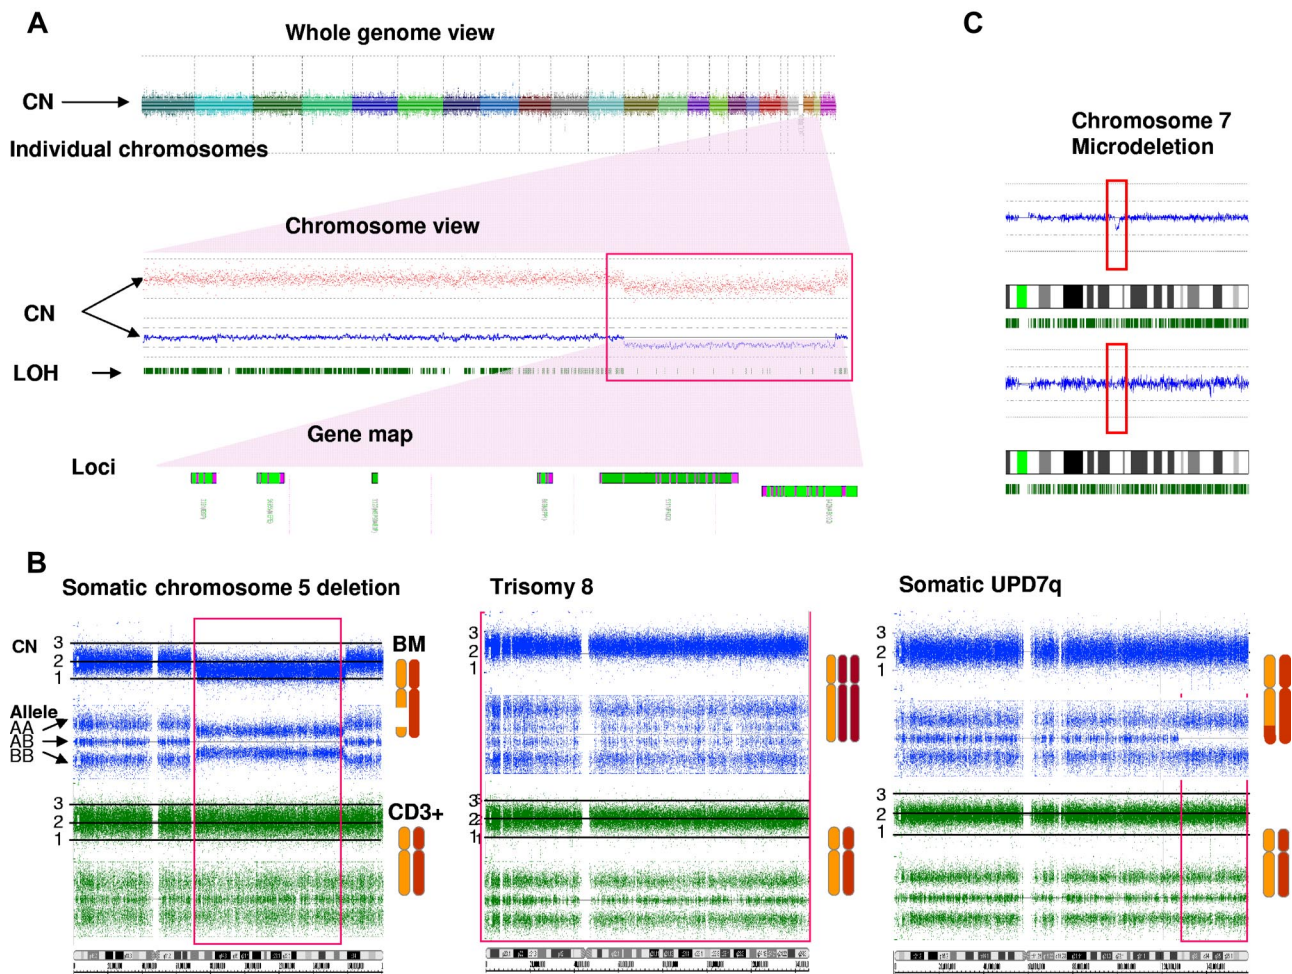 A
Whole genome view
CN
Individual chromosomes
Chromosome view
CN
LOH
Gene map
Loci
C
Chromosome 7
Microdeletion
B
Somatic chromosome 5 deletion
CN
3
2
1
BM
Allele
AA
AB
BB
3
2
1
CD3+
Trisomy 8
3
2
1
3
2
1
Somatic UPD7q
3
2
1
3
2
1